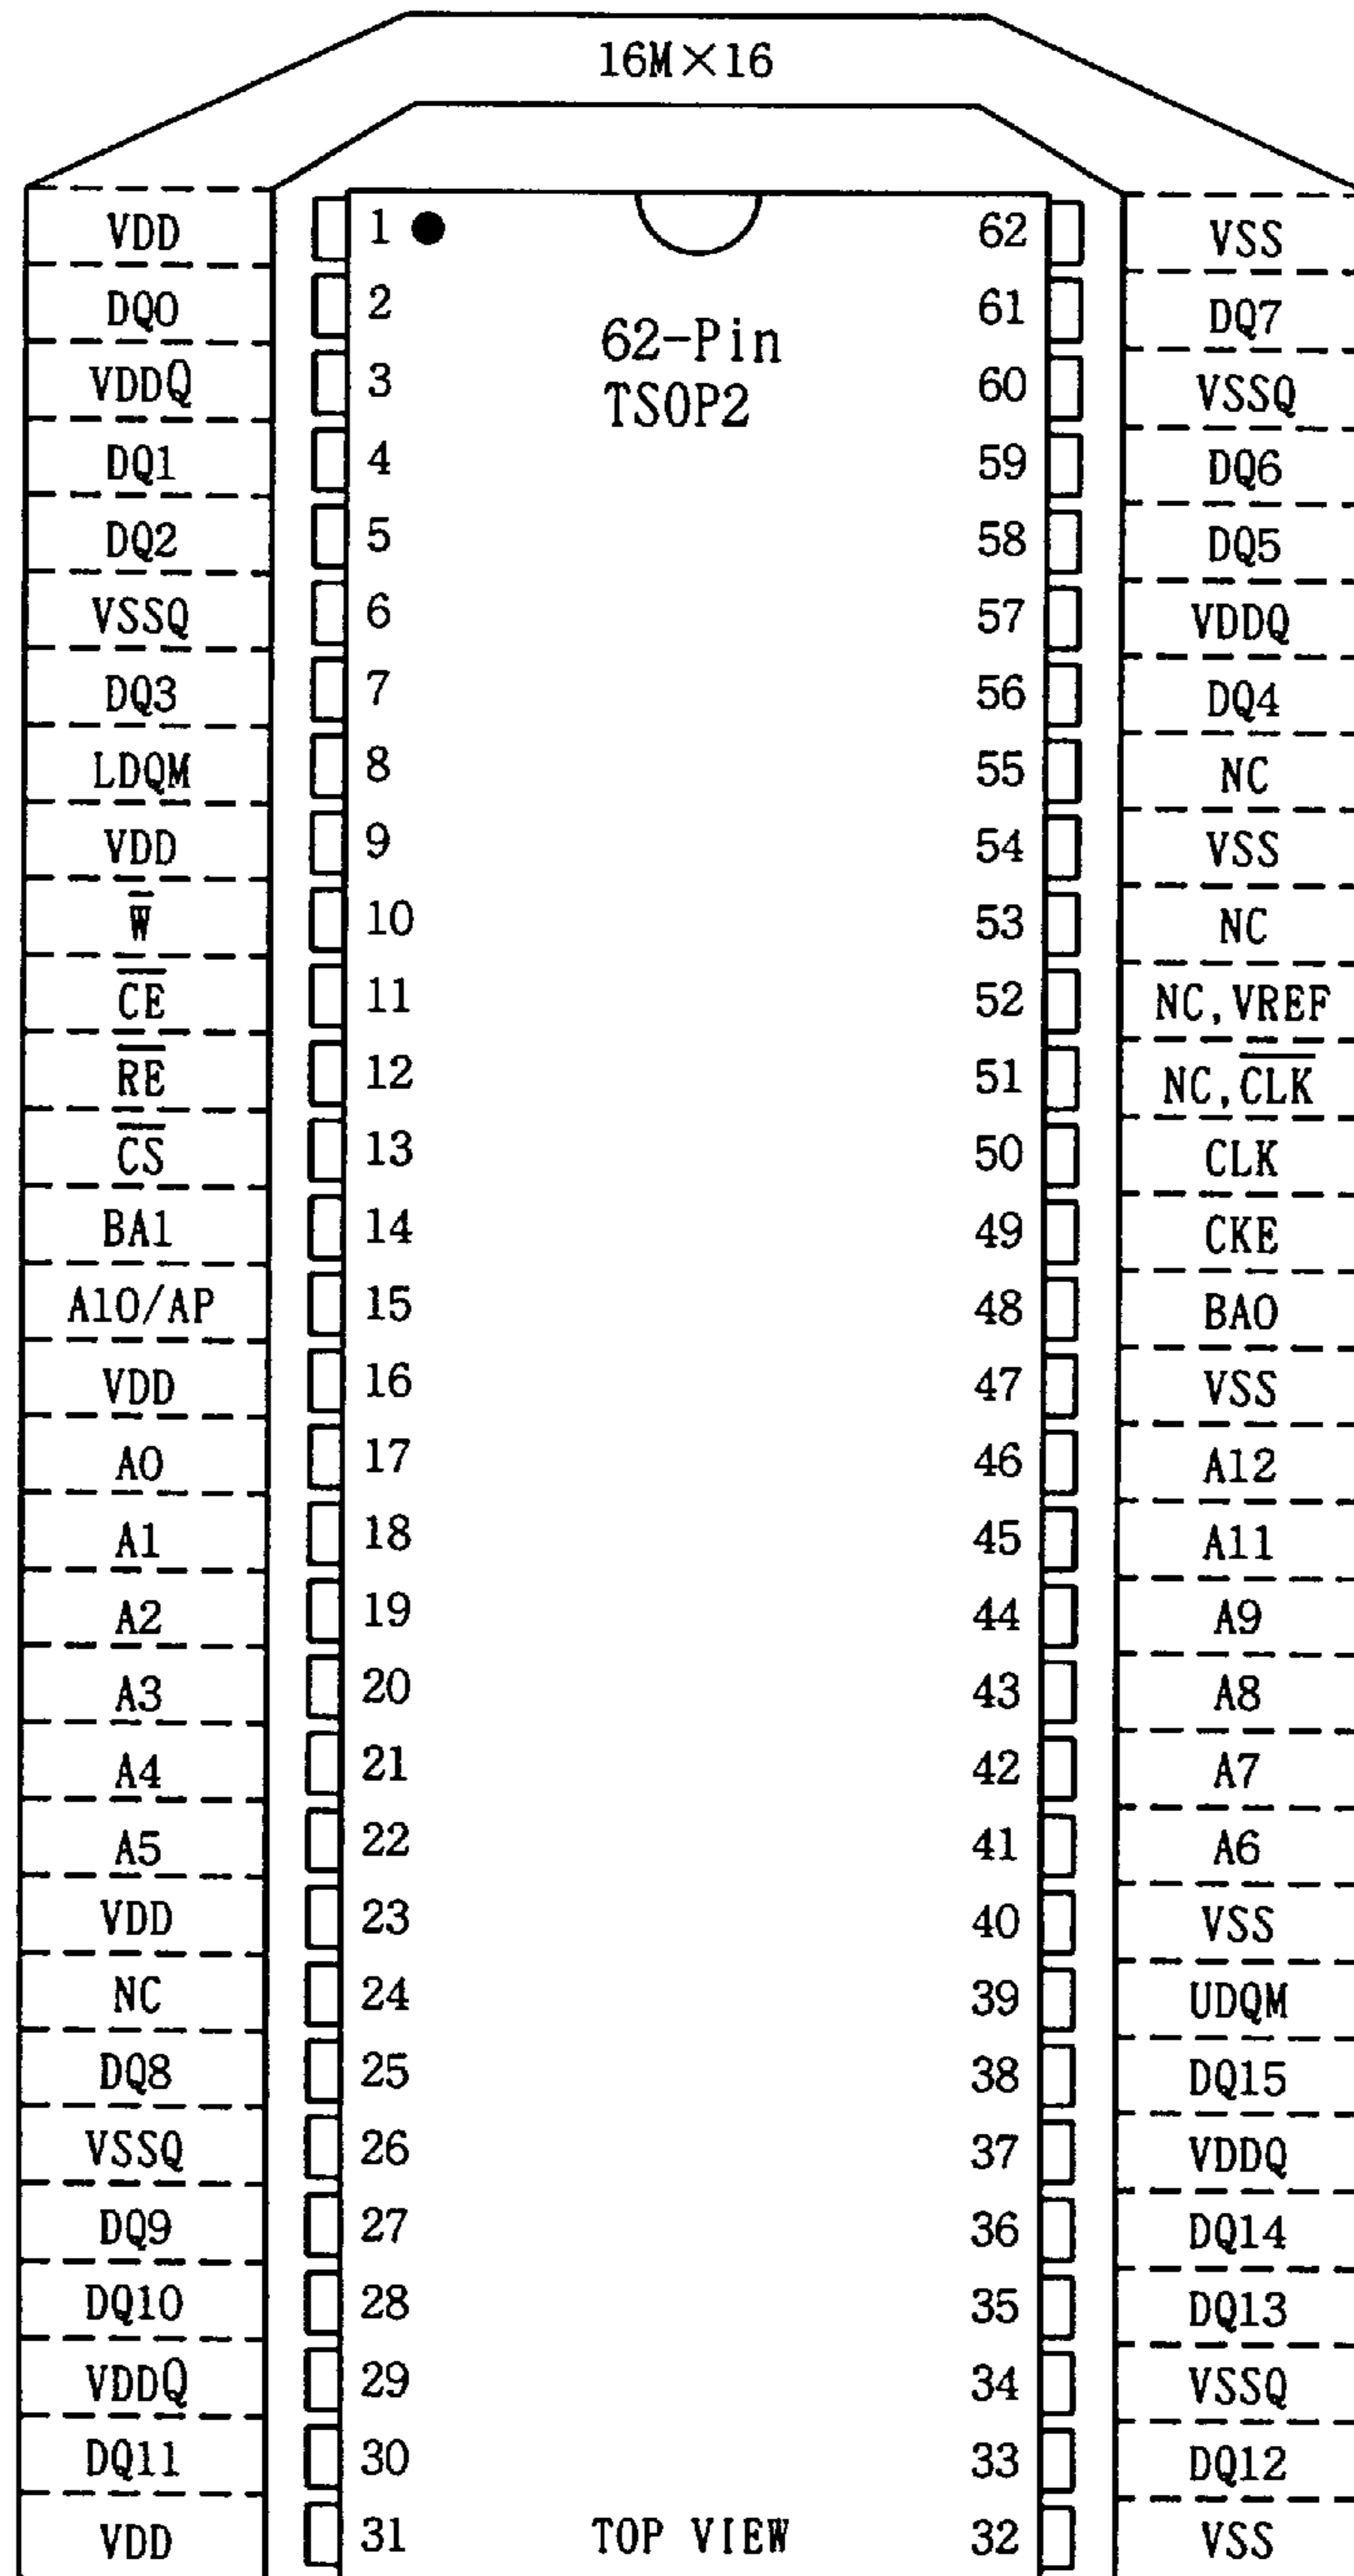 16M×16
VDD 1 62 VSS
DQ0 2 61 DQ7
62-Pin
VDDQ 3 60 VSSQ
TSOP2
DQ1 4 59 DQ6
DQ2 5 58 DQ5
VSSQ 6 57 VDDQ
DQ3 7 56 DQ4
LDQM 8 55 NC
VDD 9 54 VSS
W̅ 10 53 NC
C̅E̅ 11 52 NC,VREF
R̅E̅ 12 51 NC,C̅L̅K̅
C̅S̅ 13 50 CLK
BA1 14 49 CKE
A10/AP 15 48 BA0
VDD 16 47 VSS
A0 17 46 A12
A1 18 45 A11
A2 19 44 A9
A3 20 43 A8
A4 21 42 A7
A5 22 41 A6
VDD 23 40 VSS
NC 24 39 UDQM
DQ8 25 38 DQ15
VSSQ 26 37 VDDQ
DQ9 27 36 DQ14
DQ10 28 35 DQ13
VDDQ 29 34 VSSQ
DQ11 30 33 DQ12
VDD 31 TOP VIEW 32 VSS